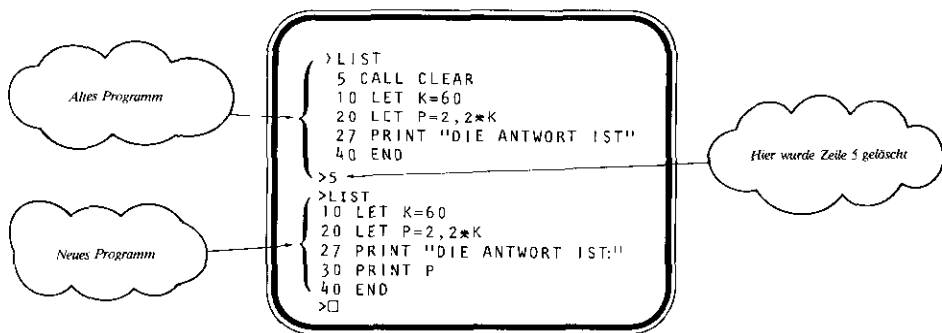 Altes Programm
>LIST
5 CALL CLEAR
10 LET K=60
20 LET P=2,2*K
27 PRINT "DIE ANTWORT IST"
40 END
>5
Hier wurde Zeile 5 gelöscht
Neues Programm
>LIST
10 LET K=60
20 LET P=2,2*K
27 PRINT "DIE ANTWORT IST:"
30 PRINT P
40 END
>□